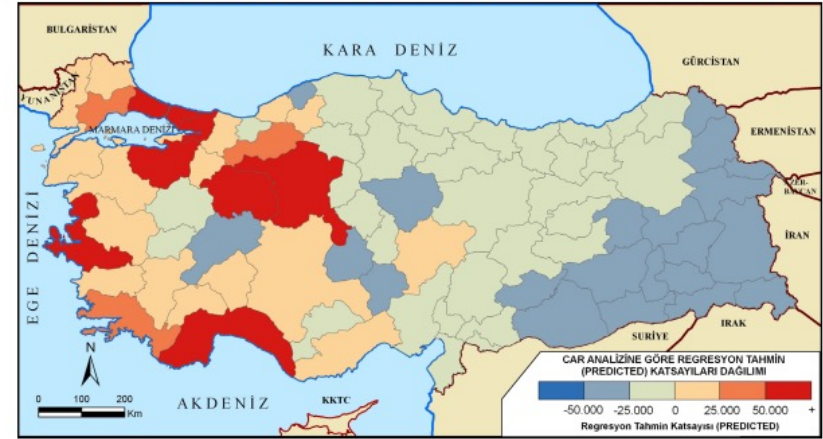 BULGARİSTAN
KARA DENİZ
GÜRCİSTAN
YUNANİSTAN
MARMARA DENİZİ
ERMENİSTAN
AZER-
BAYCAN
İRAN
EGE DENİZİ
N
0 100 200
Km
AKDENİZ
KKTC
SURİYE
IRAK
CAR ANALİZİNE GÖRE REGRESYON TAHMİN
(PREDICTED) KATSAYILARI DAĞILIMI
-50.000 -25.000 0 25.000 50.000 +
Regresyon Tahmin Katsayısı (PREDICTED)